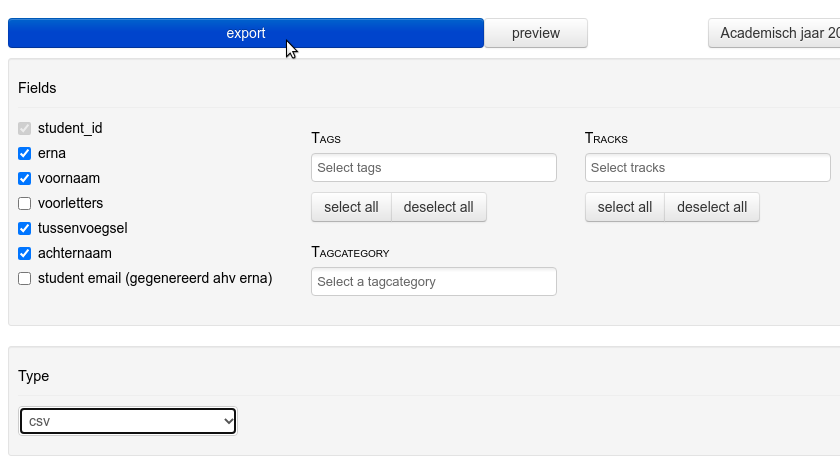 export
preview
Academisch jaar 20
Fields
student_id
erna
voornaam
voorletters
tussenvoegsel
achternaam
student email (gegenereerd ahv erna)
Tags
Select tags
select all
deselect all
Tagcategory
Select a tagcategory
Tracks
Select tracks
select all
deselect all
Type
csv